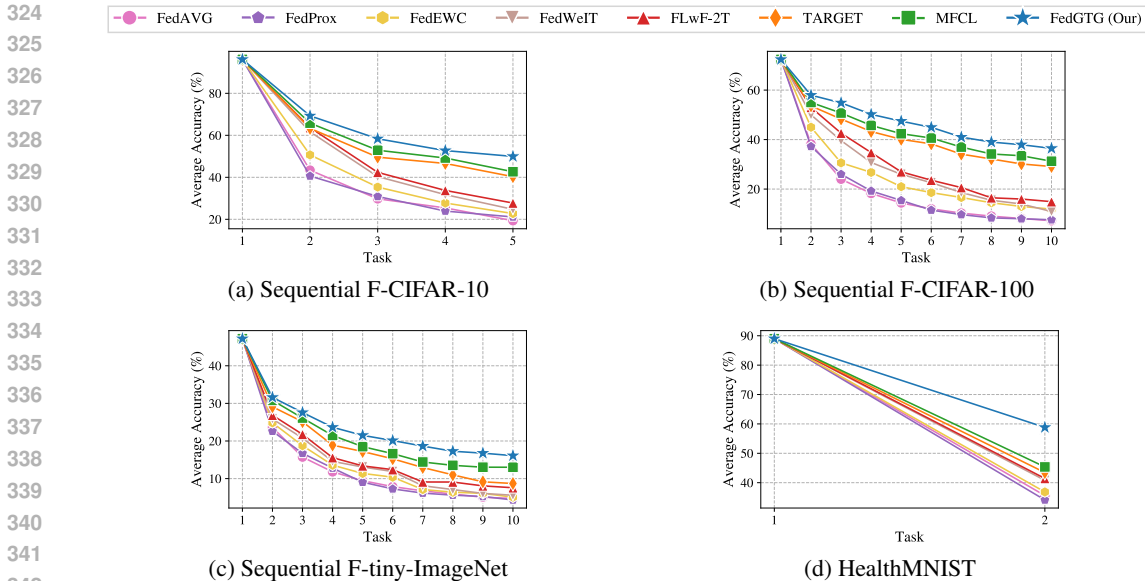 324
325
326
327
328
329
330
331
332
333
334
335
336
337
338
339
340
341
FedAVG FedProx FedEWC FedWeIT FLwF-2T TARGET MFCL FedGTG (Our)
Average Accuracy (%)
80
60
40
20
1 2 3 4 5
Task
(a) Sequential F-CIFAR-10
Average Accuracy (%)
60
40
20
1 2 3 4 5 6 7 8 9 10
Task
(b) Sequential F-CIFAR-100
Average Accuracy (%)
40
30
20
10
1 2 3 4 5 6 7 8 9 10
Task
(c) Sequential F-tiny-ImageNet
Average Accuracy (%)
90
80
70
60
50
40
1 2
Task
(d) HealthMNIST